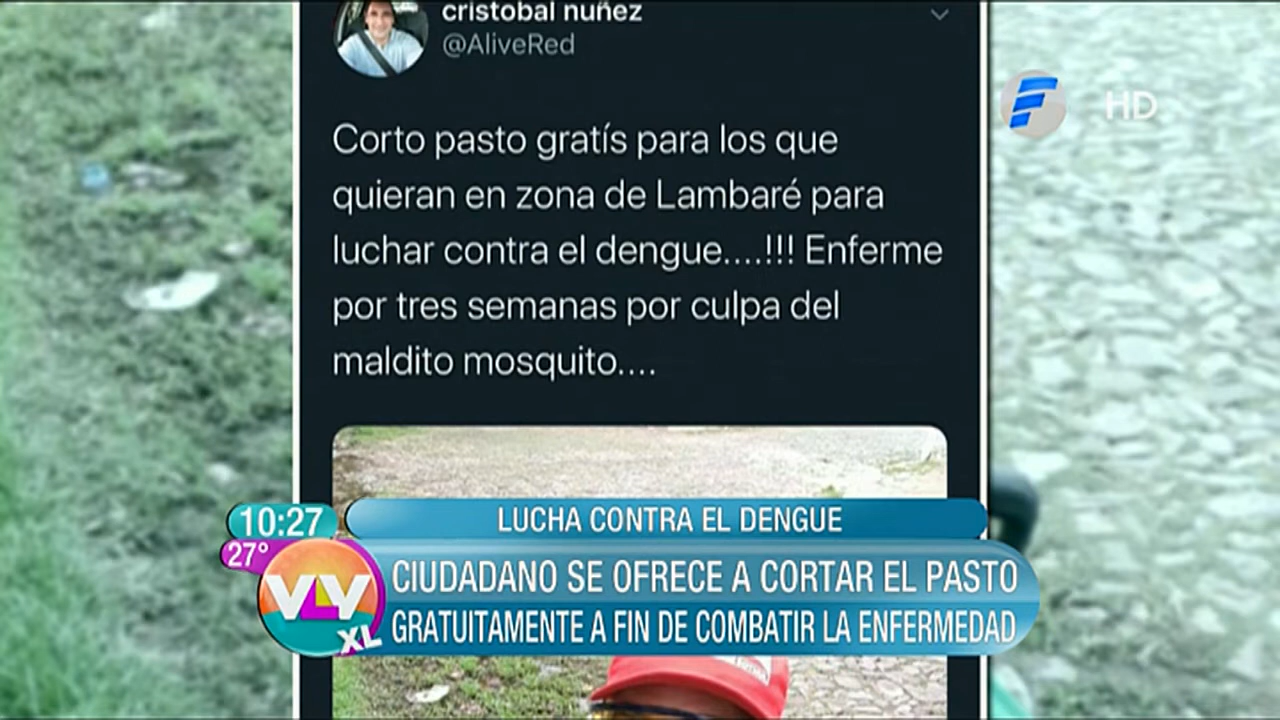 cristobal nuñez
@AliveRed
HD
Corto pasto gratís para los que
quieran en zona de Lambaré para
luchar contra el dengue....!!! Enferme
por tres semanas por culpa del
maldito mosquito....
10:27
27°
LUCHA CONTRA EL DENGUE
VLV
XL
CIUDADANO SE OFRECE A CORTAR EL PASTO
GRATUITAMENTE A FIN DE COMBATIR LA ENFERMEDAD